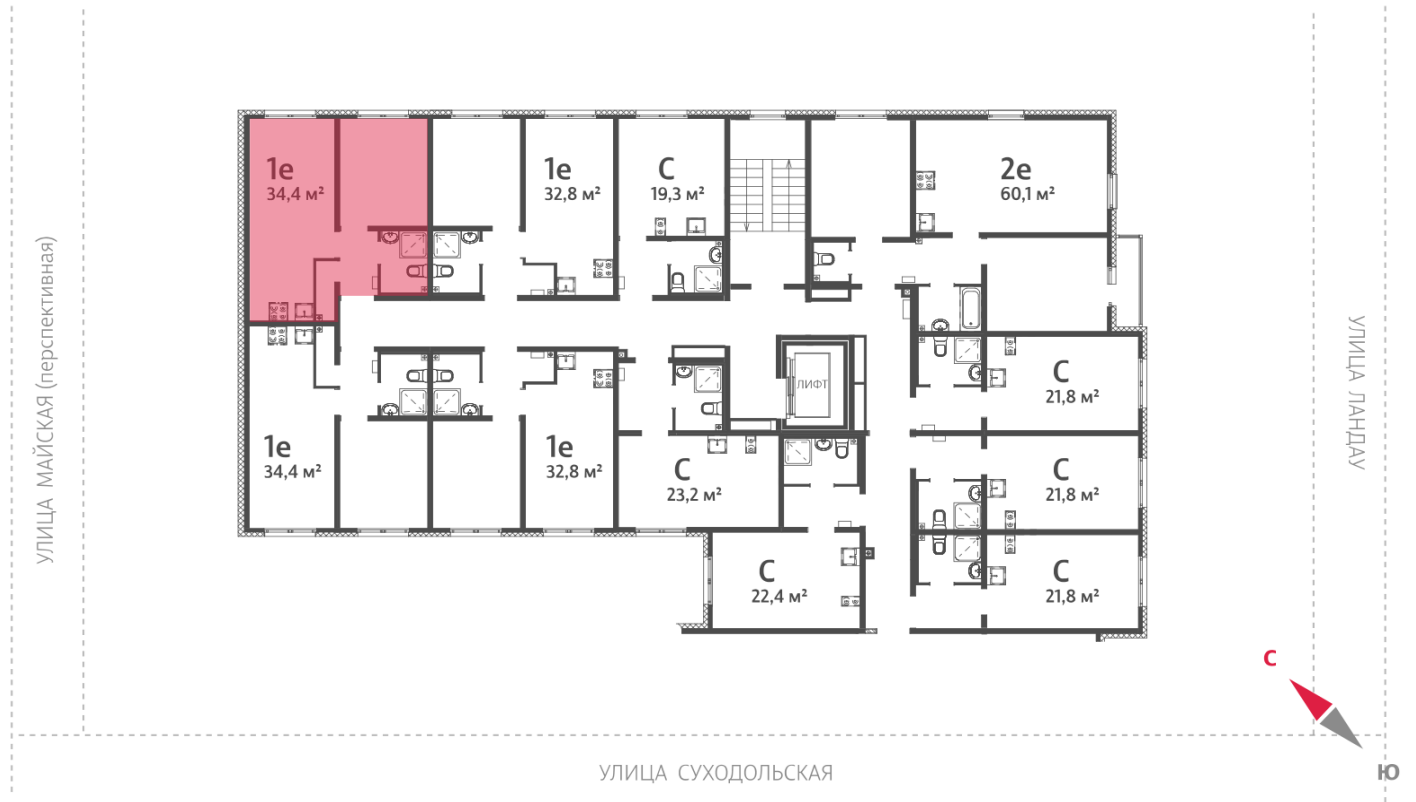 1е
34,4 м²
1е
32,8 м²
С
19,3 м²
2е
60,1 м²
УЛИЦА МАЙСКАЯ (перспективная)
УЛИЦА ЛАНДАУ
ЛИФТ
С
21,8 м²
1е
34,4 м²
1е
32,8 м²
С
23,2 м²
С
21,8 м²
С
22,4 м²
С
21,8 м²
С
Ю
УЛИЦА СУХОДОЛЬСКАЯ